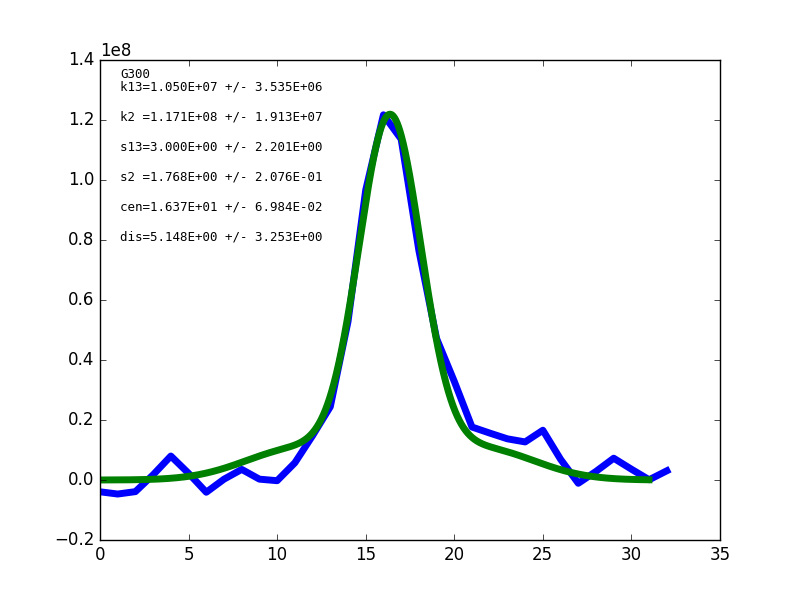 1e8
G300
k13=1.050E+07 +/- 3.535E+06
k2 =1.171E+08 +/- 1.913E+07
s13=3.000E+00 +/- 2.201E+00
s2 =1.768E+00 +/- 2.076E-01
cen=1.637E+01 +/- 6.984E-02
dis=5.148E+00 +/- 3.253E+00
1.4
1.2
1.0
0.8
0.6
0.4
0.2
0.0
−0.2
0 5 10 15 20 25 30 35